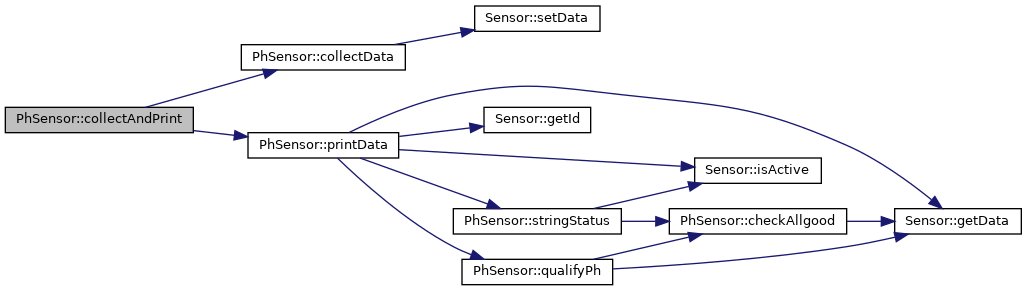 Sensor::setData
PhSensor::collectData
PhSensor::collectAndPrint
Sensor::getId
PhSensor::printData
Sensor::isActive
PhSensor::stringStatus
PhSensor::checkAllgood
Sensor::getData
PhSensor::qualifyPh